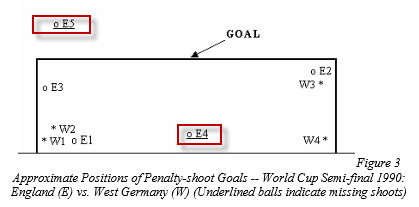 o E5
GOAL
o E2
o E3
W3 *
* W2
* W1 o E1
o E4
W4 *
Figure 3
Approximate Positions of Penalty-shoot Goals -- World Cup Semi-final 1990:
England (E) vs. West Germany (W) (Underlined balls indicate missing shoots)